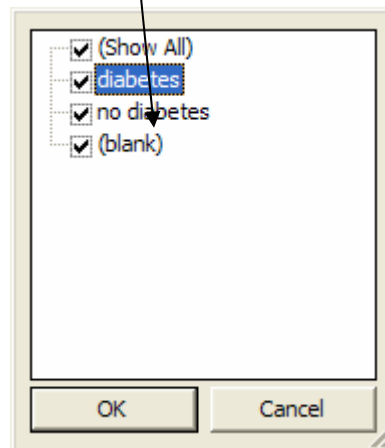 (Show All)
diabetes
no diabetes
(blank)
OK Cancel